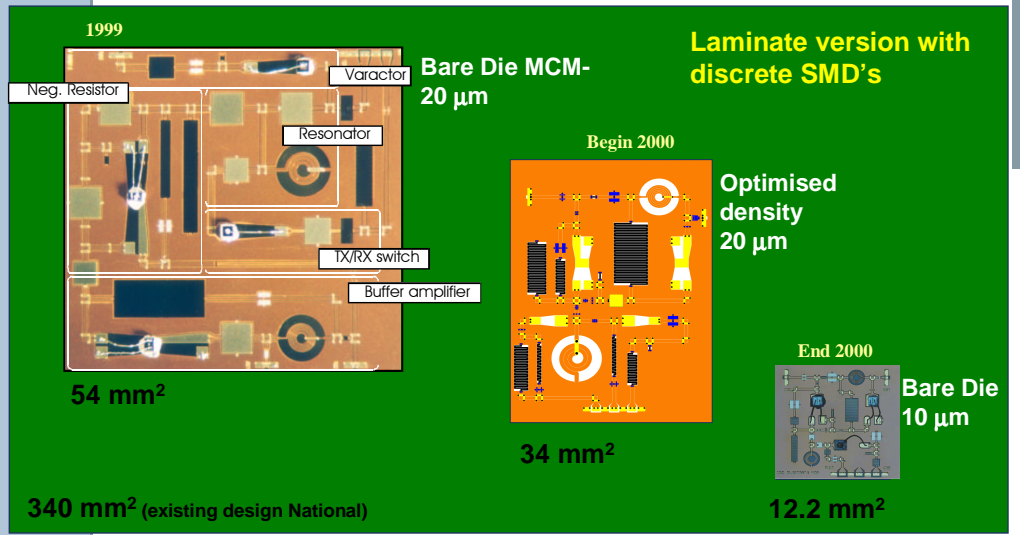 1999
Laminate version with
discrete SMD's
Bare Die MCM-
20 μm
Varactor
Neg. Resistor
Resonator
Begin 2000
Optimised
density
20 μm
TX/RX switch
Buffer amplifier
End 2000
Bare Die
10 μm
54 mm²
34 mm²
12.2 mm²
340 mm² (existing design National)